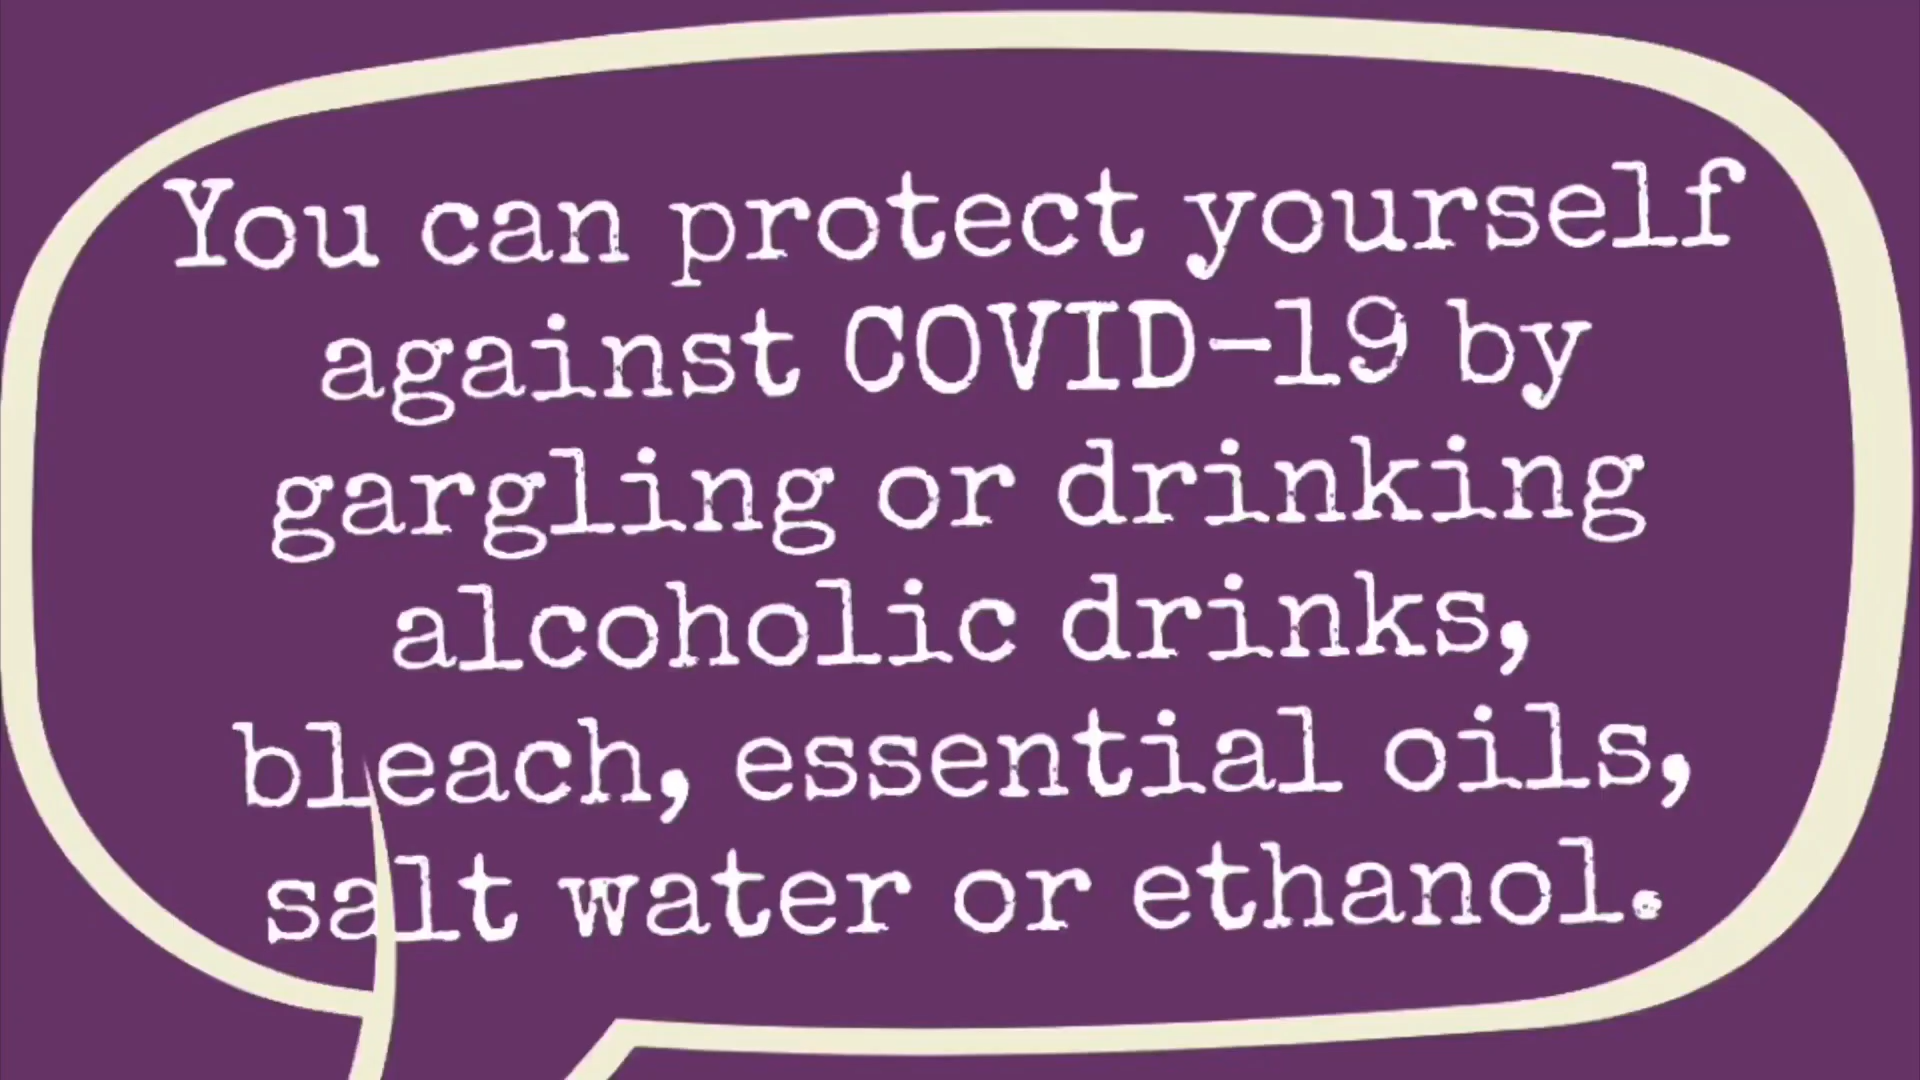 You can protect yourself
against COVID-19 by
gargling or drinking
alcoholic drinks,
bleach, essential oils,
salt water or ethanol.